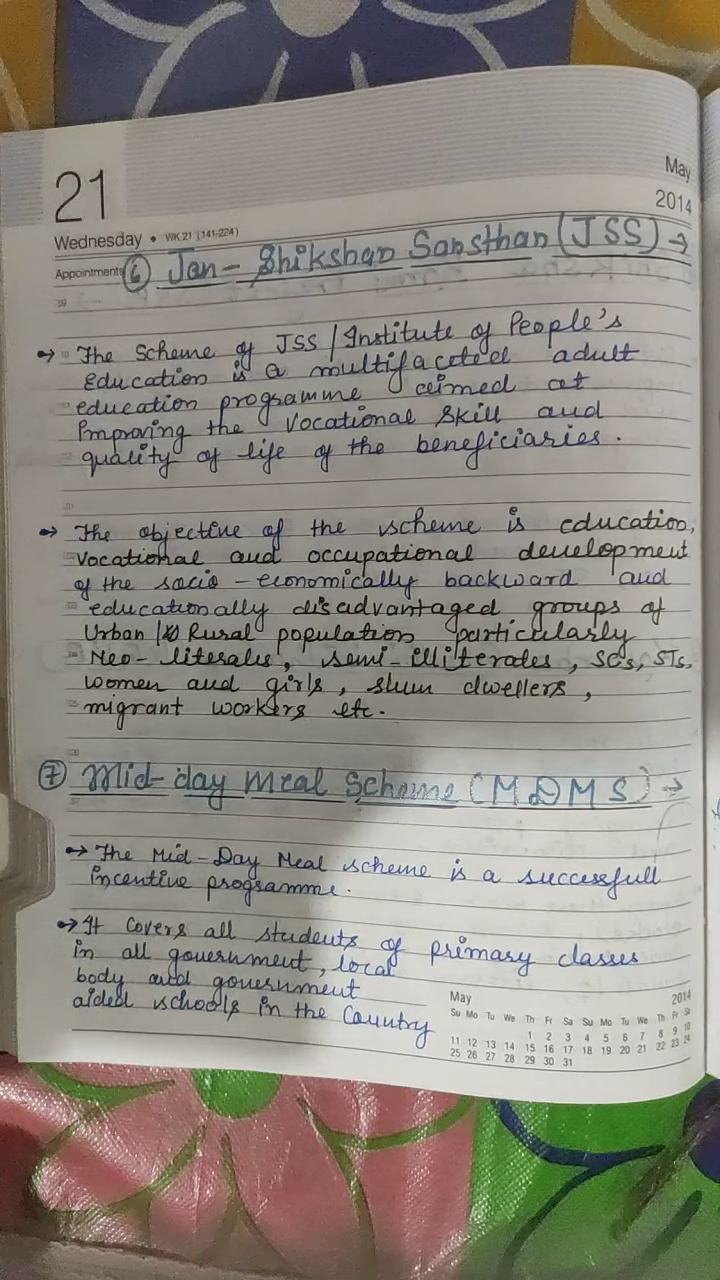 21
May
2014
Wednesday • WK 21 (141-224)
Appointments ⑥ Jan- Shikshan Sansthan (JSS) →
→ The Scheme of JSS / Institute of People's
Education is a multifaceted adult
education programme aimed at
Improving the Vocational Skill and
quality of life of the beneficiaries.
→ The objective of the scheme is education,
Vocational and occupational development
of the socio - economically backward and
educationally disadvantaged groups of
Urban / Rural population particularly
Neo- literals, semi-illiterates, SCs, STs,
women and girls, slum dwellers,
migrant workers etc.
⑦ Mid-day Meal Scheme (MDMS) →
→ The Mid-Day Meal scheme is a successfull
incentive programme.
→ It covers all students of primary classes
in all government, local
body and government
aided schools in the Country
May 2014
Su Mo Tu We Th Fr Sa Su Mo Tu We Th Fr Sa
1 2 3 4 5 6 7 8 9 10
11 12 13 14 15 16 17 18 19 20 21 22 23 24
25 26 27 28 29 30 31